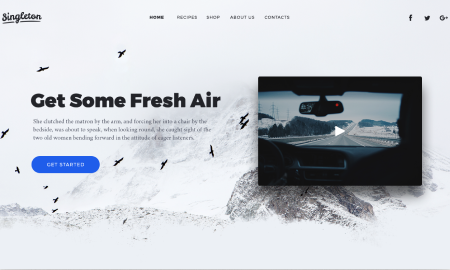 Singleton
HOME RECIPES SHOP ABOUT US CONTACTS
Get Some Fresh Air
She clutched the matron by the arm, and forcing her into a chair by the
bedside, was about to speak, when looking round, she caught sight of the
two old women bending forward in the attitude of eager listeners.
GET STARTED